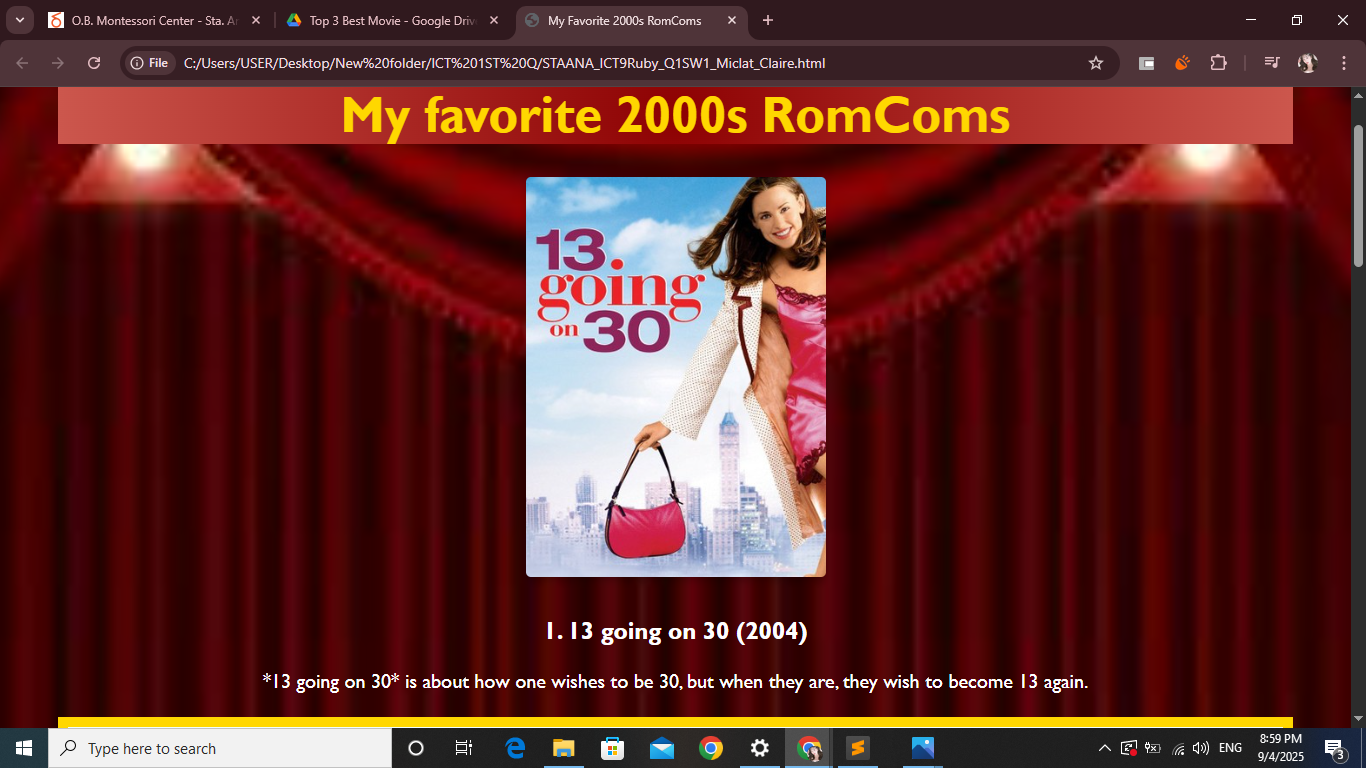 O.B. Montessori Center - Sta. A
Top 3 Best Movie - Google Driv
My Favorite 2000s RomComs
File
C:/Users/USER/Desktop/New%20folder/ICT%201ST%20Q/STAANA_ICT9Ruby_Q1SW1_Miclat_Claire.html
My favorite 2000s RomComs
13
going
on 30
1. 13 going on 30 (2004)
*13 going on 30* is about how one wishes to be 30, but when they are, they wish to become 13 again.
Type here to search
ENG
8:59 PM
9/4/2025
3